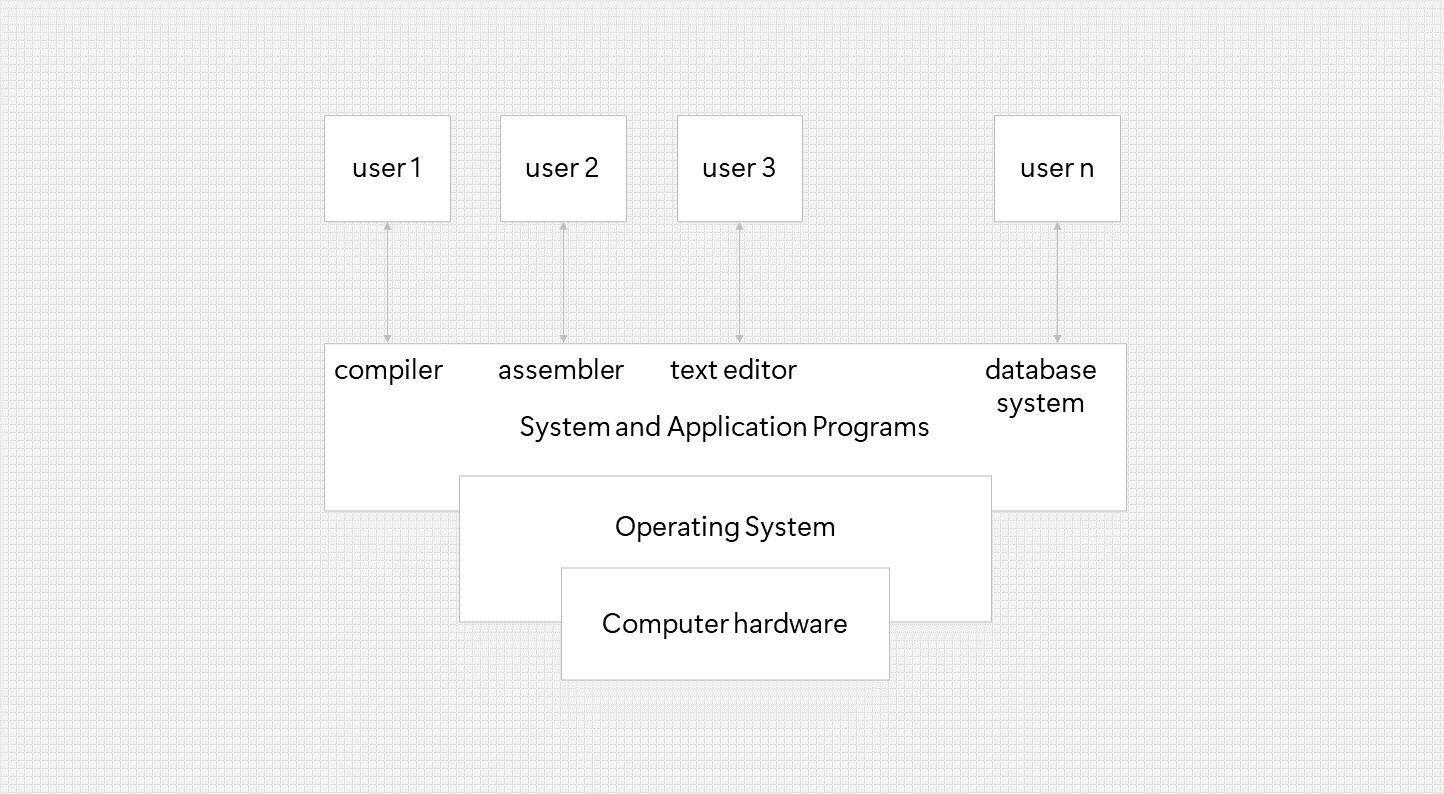 user 1
user 2
user 3
user n
compiler
assembler
text editor
database
system
System and Application Programs
Operating System
Computer hardware